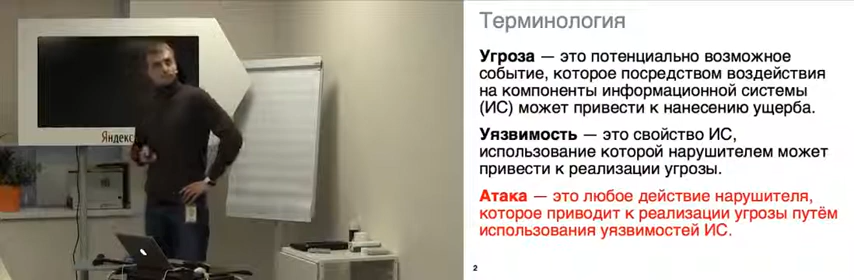 Яндекс
Терминология
Угроза — это потенциально возможное
событие, которое посредством воздействия
на компоненты информационной системы
(ИС) может привести к нанесению ущерба.
Уязвимость — это свойство ИС,
использование которой нарушителем может
привести к реализации угрозы.
Атака — это любое действие нарушителя,
которое приводит к реализации угрозы путём
использования уязвимостей ИС.
2